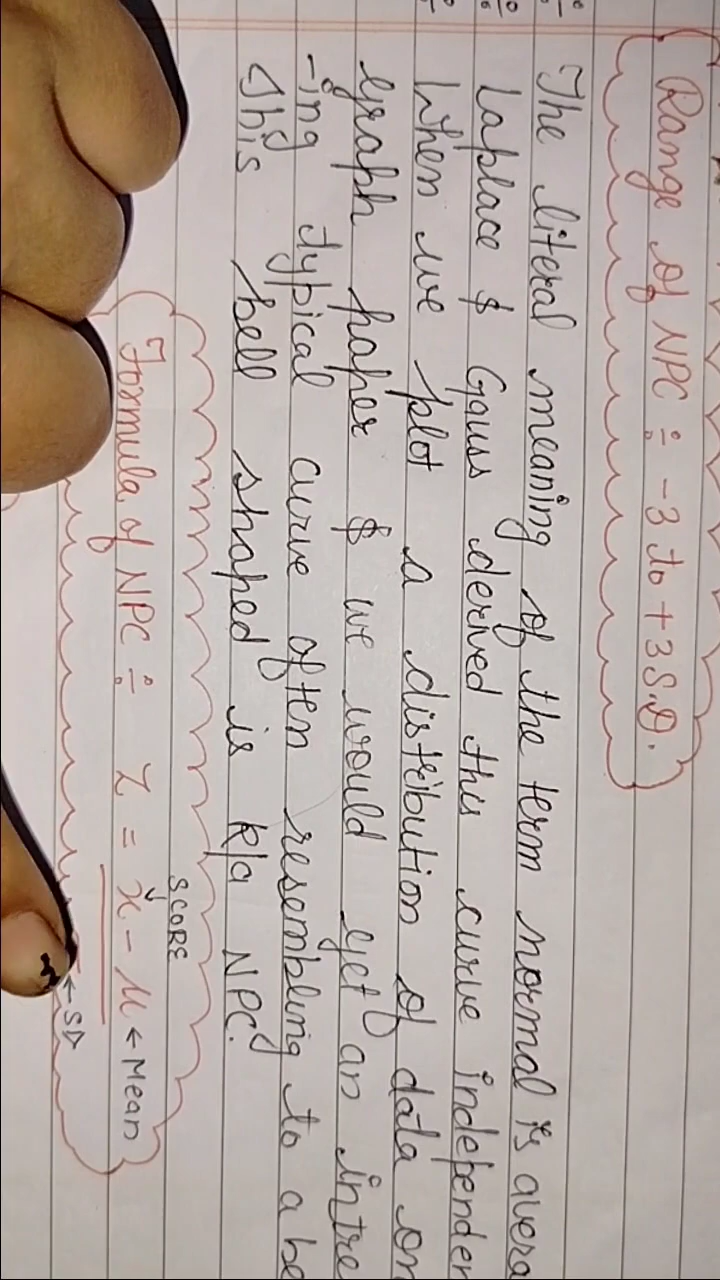 Range of NPC :- -3 to +3 S.D.
The literal meaning of the term normal is avera
Laplace & Gauss derived this curve independen
When we plot a distribution of data on
graph paper & we would get an intre
-ing typical curve often resembling to a be
This bell shaped is k/a NPC.
SCORE
Formula of NPC :- Z = x - M ← Mean
← SD